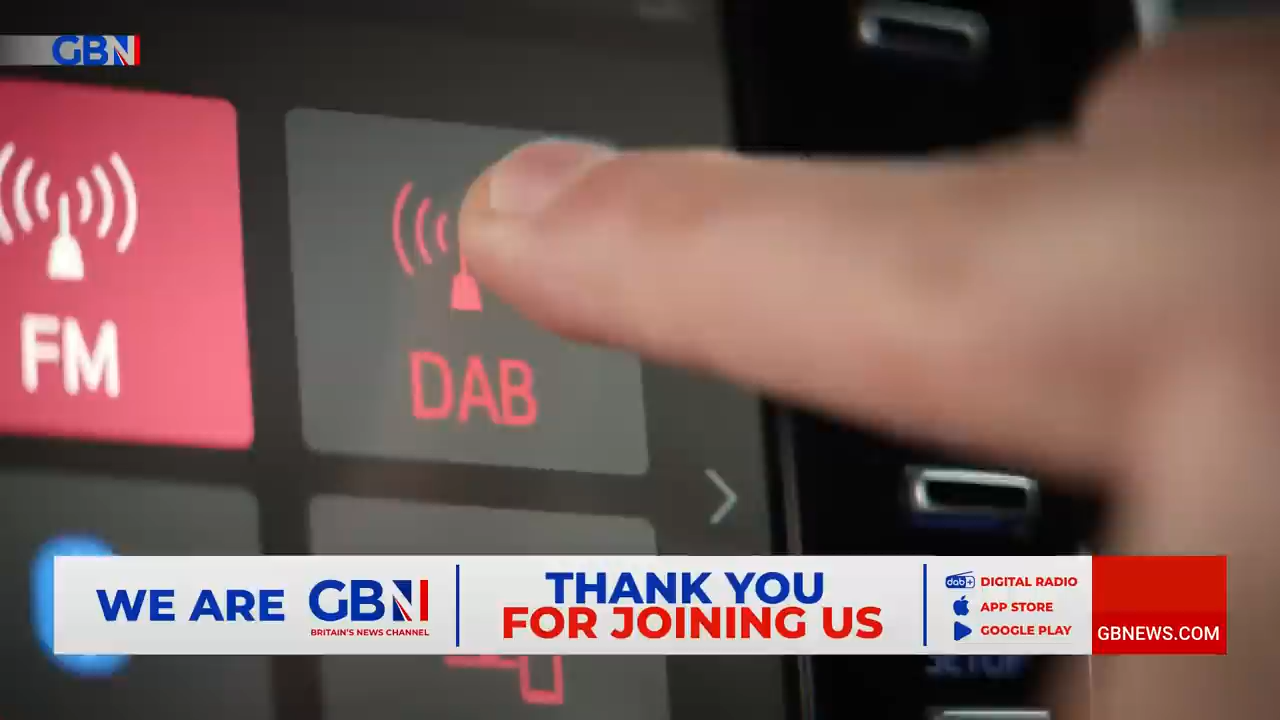 GBN
FM
DAB
WE ARE GBN
BRITAIN'S NEWS CHANNEL
THANK YOU
FOR JOINING US
dab+ DIGITAL RADIO
APP STORE
GOOGLE PLAY
GBNEWS.COM
SETUP